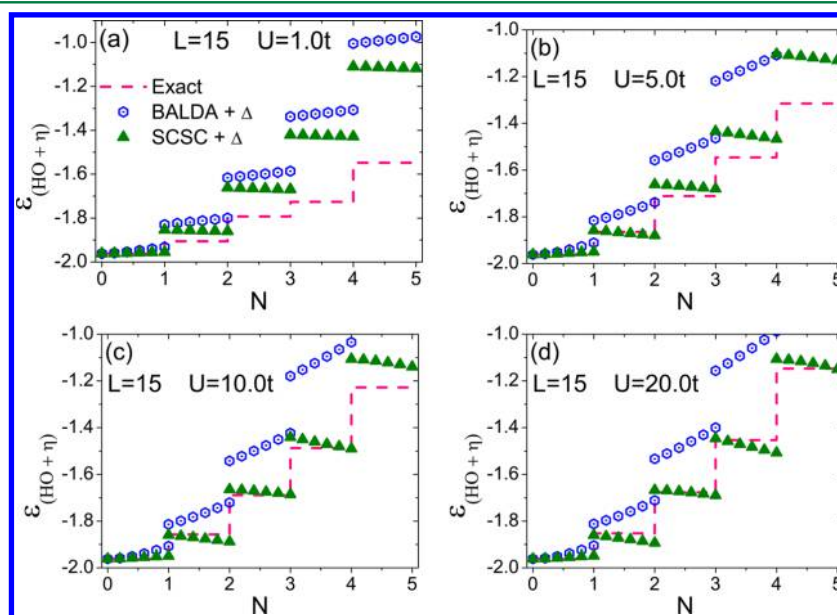 (a) L=15 U=1.0t
Exact
BALDA + Δ
SCSC + Δ
ε(HO + η)
-1.0
-1.2
-1.4
-1.6
-1.8
-2.0
0 1 2 3 4 5
N
(b)
L=15 U=5.0t
ε(HO + η)
-1.0
-1.2
-1.4
-1.6
-1.8
-2.0
0 1 2 3 4 5
N
(c)
L=15 U=10.0t
ε(HO + η)
-1.0
-1.2
-1.4
-1.6
-1.8
-2.0
0 1 2 3 4 5
N
(d)
L=15 U=20.0t
ε(HO + η)
-1.0
-1.2
-1.4
-1.6
-1.8
-2.0
0 1 2 3 4 5
N